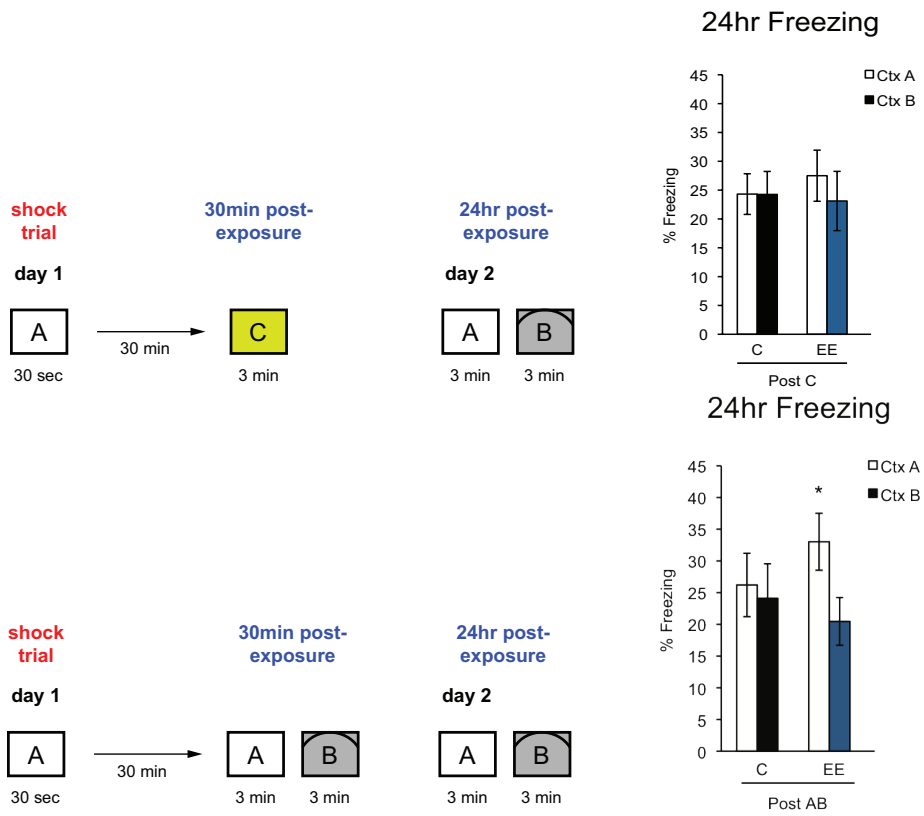 24hr Freezing
Ctx A
Ctx B
45
40
35
30
25
20
15
10
5
0
% Freezing
C EE
Post C
shock
trial
30min post-
exposure
24hr post-
exposure
day 1
day 2
A
C
A
B
30 min
30 sec
3 min
3 min
3 min
24hr Freezing
Ctx A
Ctx B
45
40
35
30
25
20
15
10
5
0
% Freezing
*
C EE
Post AB
shock
trial
30min post-
exposure
24hr post-
exposure
day 1
day 2
A
A
B
A
B
30 min
30 sec
3 min
3 min
3 min
3 min